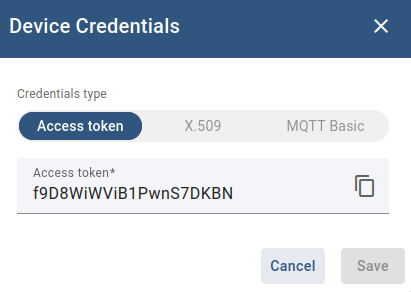 Device Credentials
Credentials type
Access token
X.509
MQTT Basic
Access token*
f9D8WiWViB1PwnS7DKBN
Cancel
Save